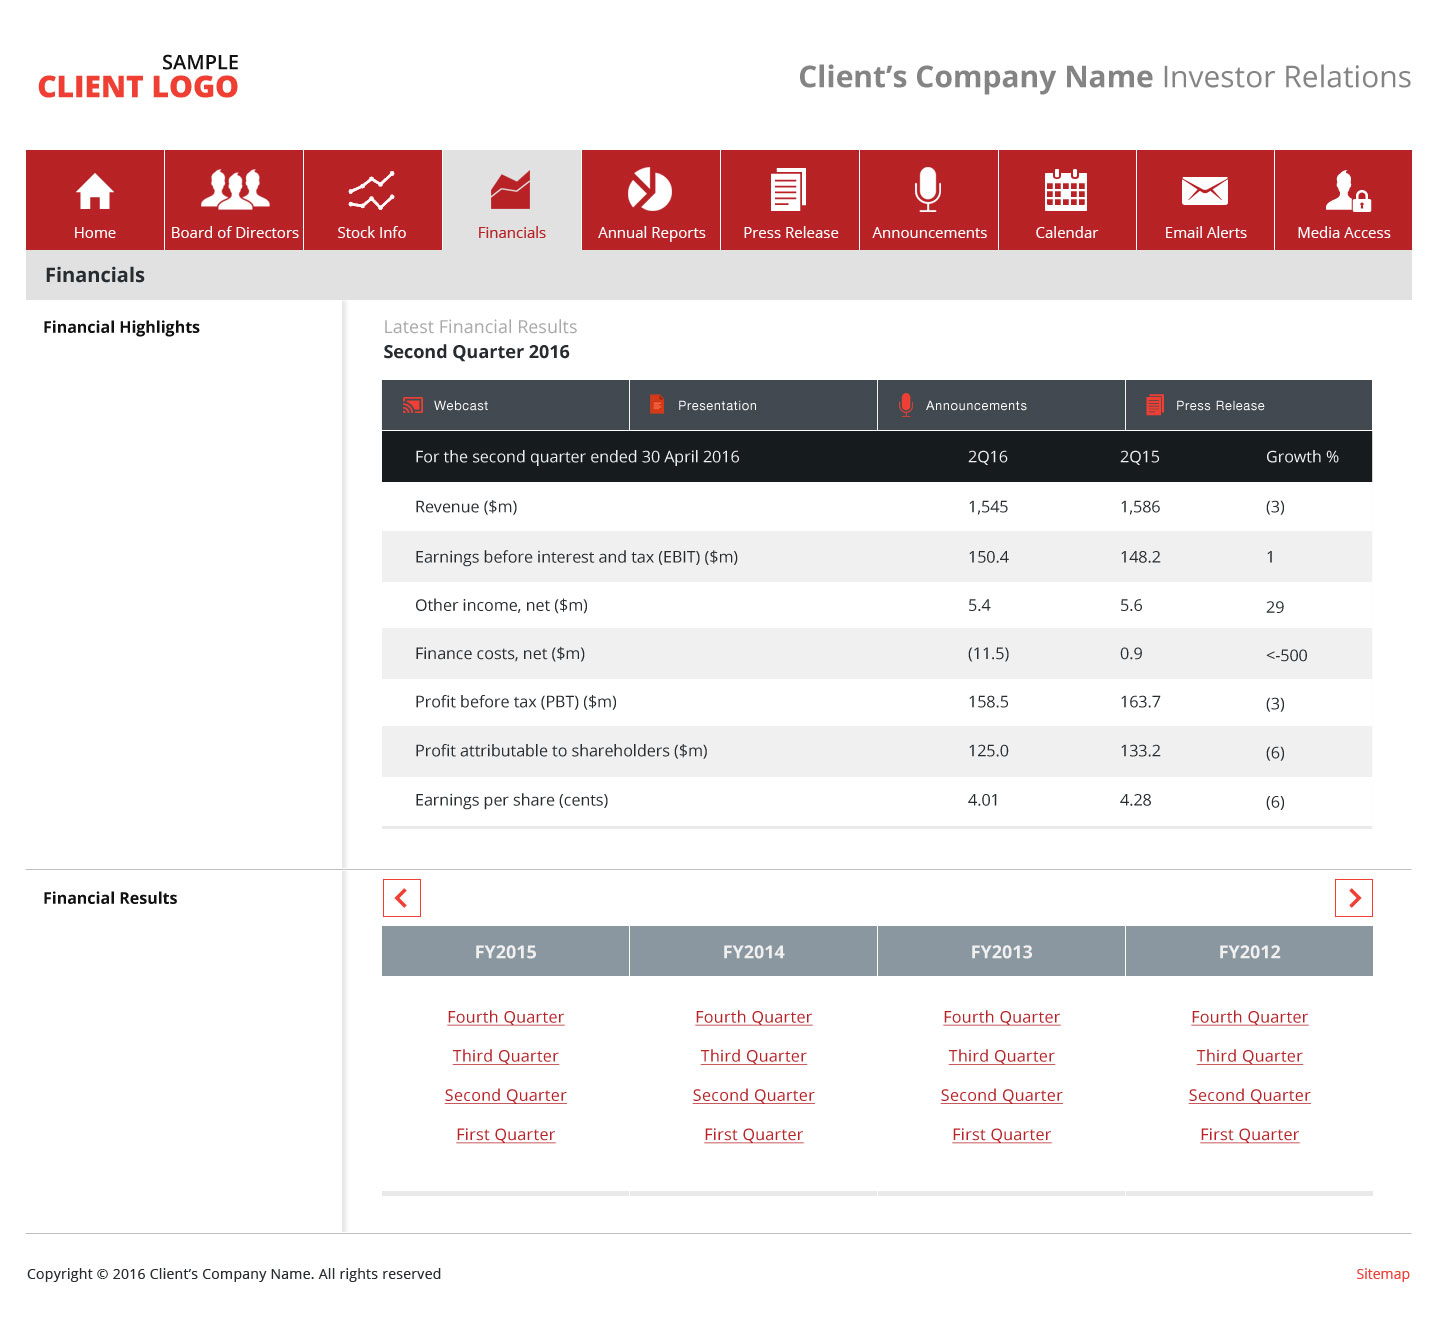 SAMPLE
CLIENT LOGO
Client’s Company Name Investor Relations
Home Board of Directors Stock Info Financials Annual Reports Press Release Announcements Calendar Email Alerts Media Access
Financials
Financial Highlights
Latest Financial Results
Second Quarter 2016
Webcast Presentation Announcements Press Release
For the second quarter ended 30 April 2016 2Q16 2Q15 Growth %
Revenue ($m) 1,545 1,586 (3)
Earnings before interest and tax (EBIT) ($m) 150.4 148.2 1
Other income, net ($m) 5.4 5.6 29
Finance costs, net ($m) (11.5) 0.9 <-500
Profit before tax (PBT) ($m) 158.5 163.7 (3)
Profit attributable to shareholders ($m) 125.0 133.2 (6)
Earnings per share (cents) 4.01 4.28 (6)
Financial Results
FY2015 FY2014 FY2013 FY2012
Fourth Quarter Fourth Quarter Fourth Quarter Fourth Quarter
Third Quarter Third Quarter Third Quarter Third Quarter
Second Quarter Second Quarter Second Quarter Second Quarter
First Quarter First Quarter First Quarter First Quarter
Copyright © 2016 Client’s Company Name. All rights reserved Sitemap